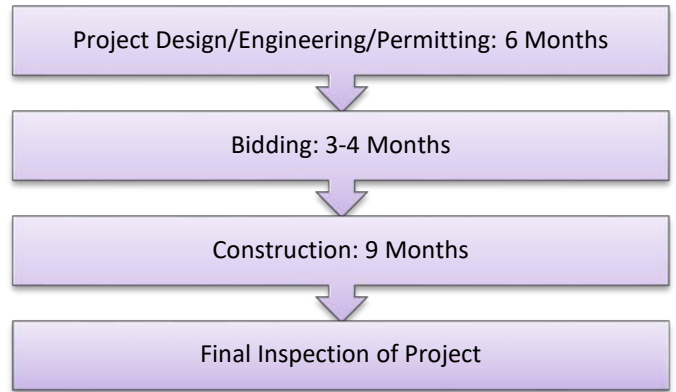 Project Design/Engineering/Permitting: 6 Months
Bidding: 3-4 Months
Construction: 9 Months
Final Inspection of Project